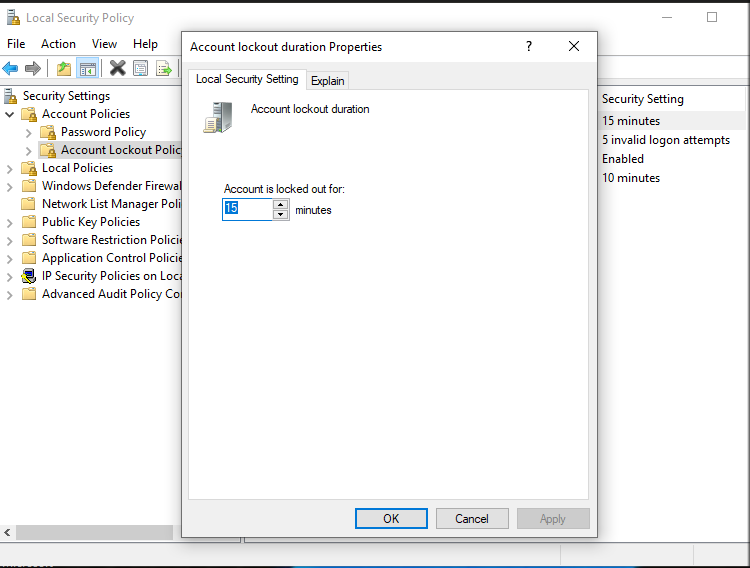 Local Security Policy
File Action View Help
Security Settings
Account Policies
Password Policy
Account Lockout Polic
Local Policies
Windows Defender Firewal
Network List Manager Poli
Public Key Policies
Software Restriction Policie
Application Control Policie
IP Security Policies on Loca
Advanced Audit Policy Co
Account lockout duration Properties
?
Local Security Setting Explain
Account lockout duration
Account is locked out for:
15 minutes
OK Cancel Apply
Security Setting
15 minutes
5 invalid logon attempts
Enabled
10 minutes